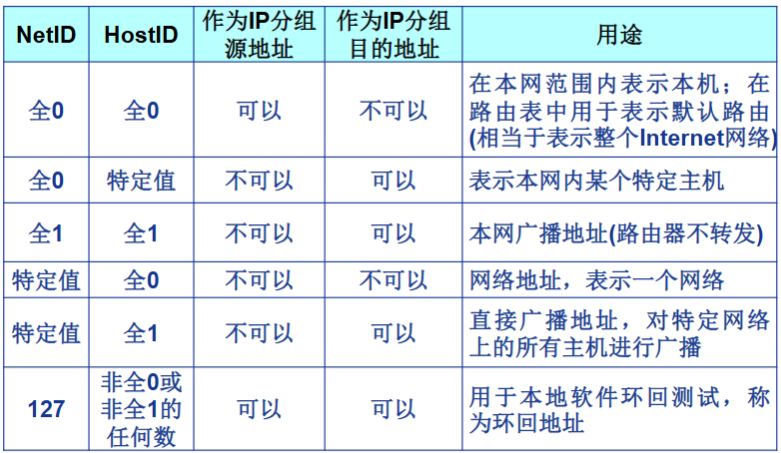 NetID HostID 作为IP分组源地址 作为IP分组目的地址 用途
全0 全0 可以 不可以 在本网范围内表示本机；在
路由表中用于表示默认路由
(相当于表示整个Internet网络)
全0 特定值 不可以 可以 表示本网内某个特定主机
全1 全1 不可以 可以 本网广播地址(路由器不转发)
特定值 全0 不可以 不可以 网络地址，表示一个网络
特定值 全1 不可以 可以 直接广播地址，对特定网络
上的所有主机进行广播
127 非全0或非全1的任何数 可以 可以 用于本地软件环回测试，称
为环回地址